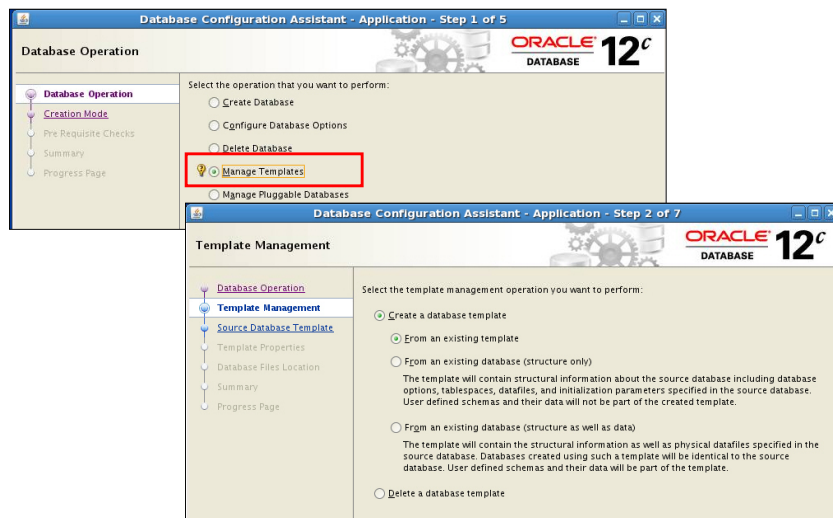 Database Configuration Assistant - Application - Step 1 of 5
Database Operation
ORACLE
DATABASE
12c
Database Operation
Creation Mode
Pre Requisite Checks
Summary
Progress Page
Select the operation that you want to perform:
Create Database
Configure Database Options
Delete Database
Manage Templates
Manage Pluggable Databases
Database Configuration Assistant - Application - Step 2 of 7
Template Management
ORACLE
DATABASE
12c
Database Operation
Template Management
Source Database Template
Template Properties
Database Files Location
Summary
Progress Page
Select the template management operation you want to perform:
Create a database template
From an existing template
From an existing database (structure only)
The template will contain structural information about the source database including database
options, tablespaces, datafiles, and initialization parameters specified in the source database.
User defined schemas and their data will not be part of the created template.
From an existing database (structure as well as data)
The template will contain the structural information as well as physical datafiles specified in the
source database. Databases created using such a template will be identical to the source
database. User defined schemas and their data will be part of the template.
Delete a database template